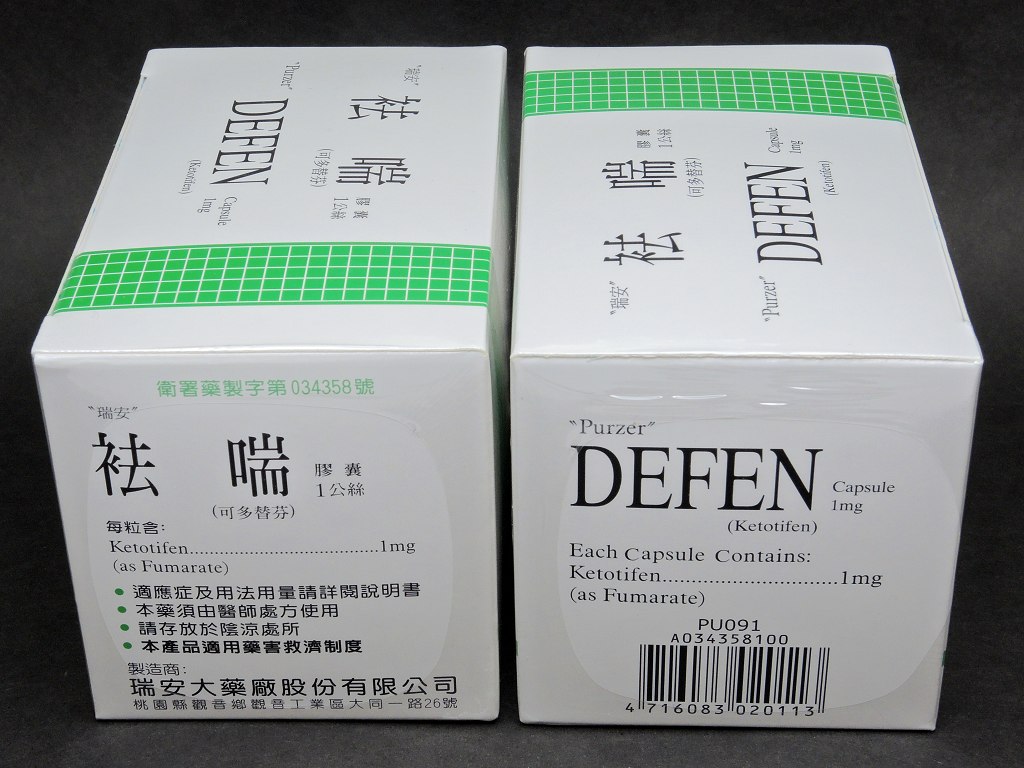 "Purzer"
DEFEN
(Ketotifen)
Capsule
1mg
"瑞安"
袪 喘
(可多替芬)
膠囊
1公絲
衛署藥製字第034358號
"瑞安"
袪 喘 膠囊
1公絲
(可多替芬)
每粒含:
Ketotifen....................................1mg
(as Fumarate)
● 適應症及用法用量請詳閱說明書
● 本藥須由醫師處方使用
● 請存放於陰涼處所
● 本產品適用藥害救濟制度
製造商:
瑞安大藥廠股份有限公司
桃園縣觀音鄉觀音工業區大同一路26號
"瑞安"
袪 喘
膠囊
1公絲
(可多替芬)
"Purzer"
DEFEN
Capsule
1mg
(Ketotifen)
"Purzer"
DEFEN Capsule
1mg
(Ketotifen)
Each Capsule Contains:
Ketotifen............................1mg
(as Fumarate)
PU091
A034358100
4 716083 020113